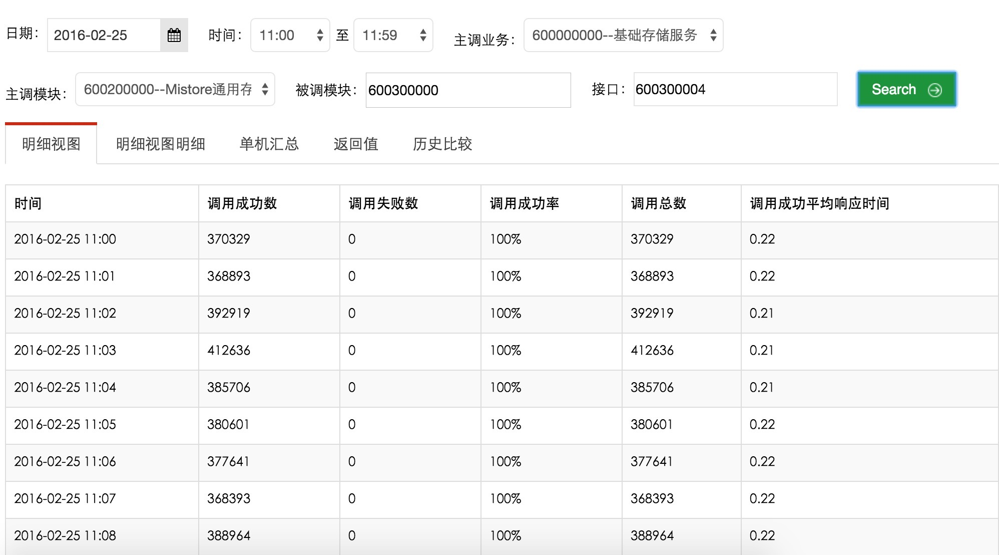 日期： 2016-02-25 时间： 11:00 至 11:59 主调业务： 600000000--基础存储服务
主调模块： 600200000--Mistore通用存 被调模块： 600300000 接口： 600300004 Search
明细视图 明细视图明细 单机汇总 返回值 历史比较
时间 调用成功数 调用失败数 调用成功率 调用总数 调用成功平均响应时间
2016-02-25 11:00 370329 0 100% 370329 0.22
2016-02-25 11:01 368893 0 100% 368893 0.22
2016-02-25 11:02 392919 0 100% 392919 0.21
2016-02-25 11:03 412636 0 100% 412636 0.21
2016-02-25 11:04 385706 0 100% 385706 0.21
2016-02-25 11:05 380601 0 100% 380601 0.22
2016-02-25 11:06 377641 0 100% 377641 0.22
2016-02-25 11:07 368393 0 100% 368393 0.22
2016-02-25 11:08 388964 0 100% 388964 0.22